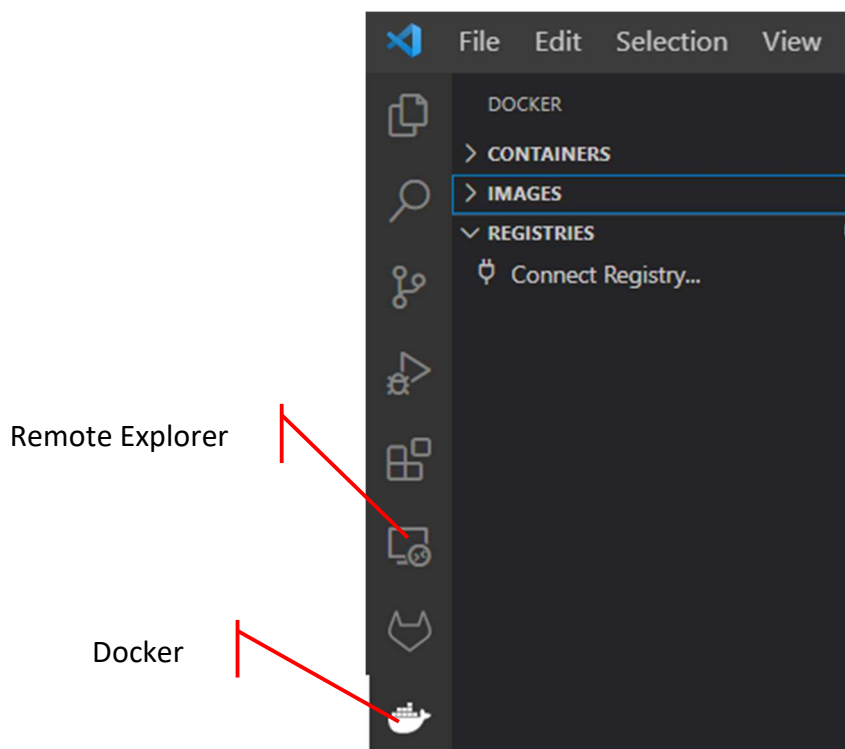 File Edit Selection View
DOCKER
CONTAINERS
IMAGES
REGISTRIES
Connect Registry...
Remote Explorer
Docker